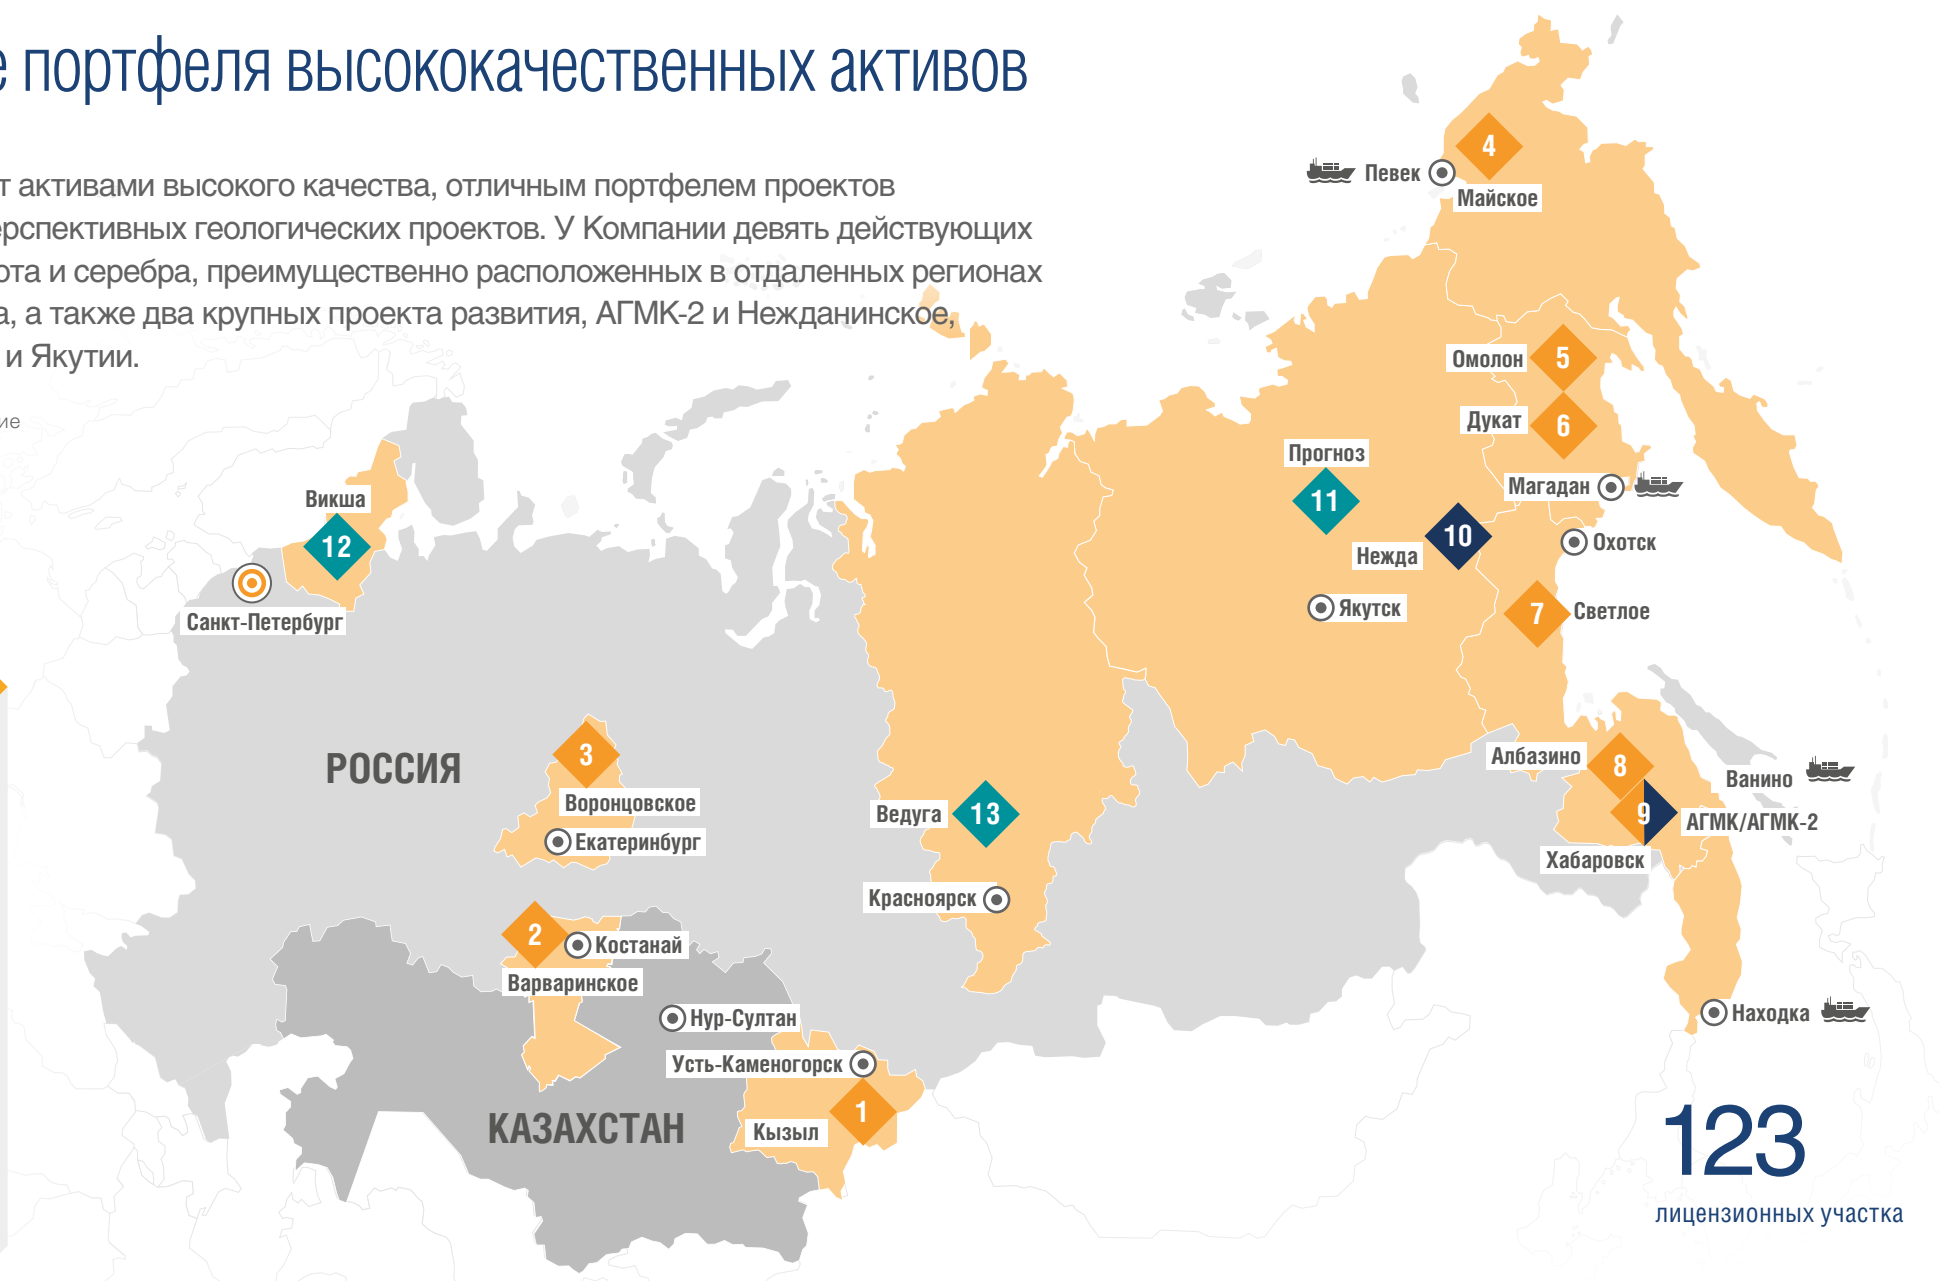 е портфеля высококачественных активов
т активами высокого качества, отличным портфелем проектов
ерспективных геологических проектов. У Компании девять действующих
ота и серебра, преимущественно расположенных в отдаленных регионах
а, а также два крупных проекта развития, АГМК-2 и Нежданинское,
и Якутии.
ие
4
Певек
Майское
Омолон
5
Дукат
6
Прогноз
11
Магадан
Викша
12
10
Нежда
Охотск
Санкт-Петербург
Якутск
7
Светлое
РОССИЯ
3
Воронцовское
Екатеринбург
Ведуга
13
Албазино
8
Ванино
9
АГМК/АГМК-2
Хабаровск
Красноярск
2
Костанай
Варваринское
Нур-Султан
Находка
Усть-Каменогорск
КАЗАХСТАН
Кызыл
1
123
лицензионных участка